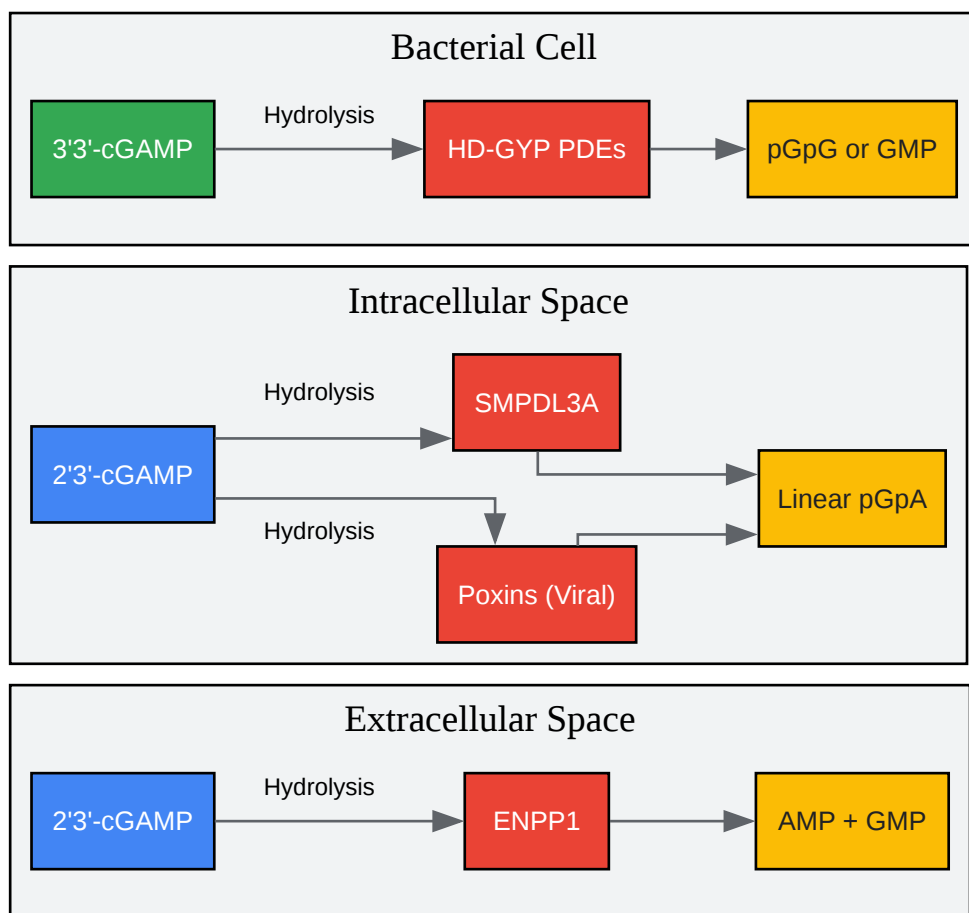 Bacterial Cell
Hydrolysis
3'3'-cGAMP
HD-GYP PDEs
pGpG or GMP
Intracellular Space
Hydrolysis
SMPDL3A
2'3'-cGAMP
Linear pGpA
Hydrolysis
Poxins (Viral)
Extracellular Space
Hydrolysis
2'3'-cGAMP
ENPP1
AMP + GMP